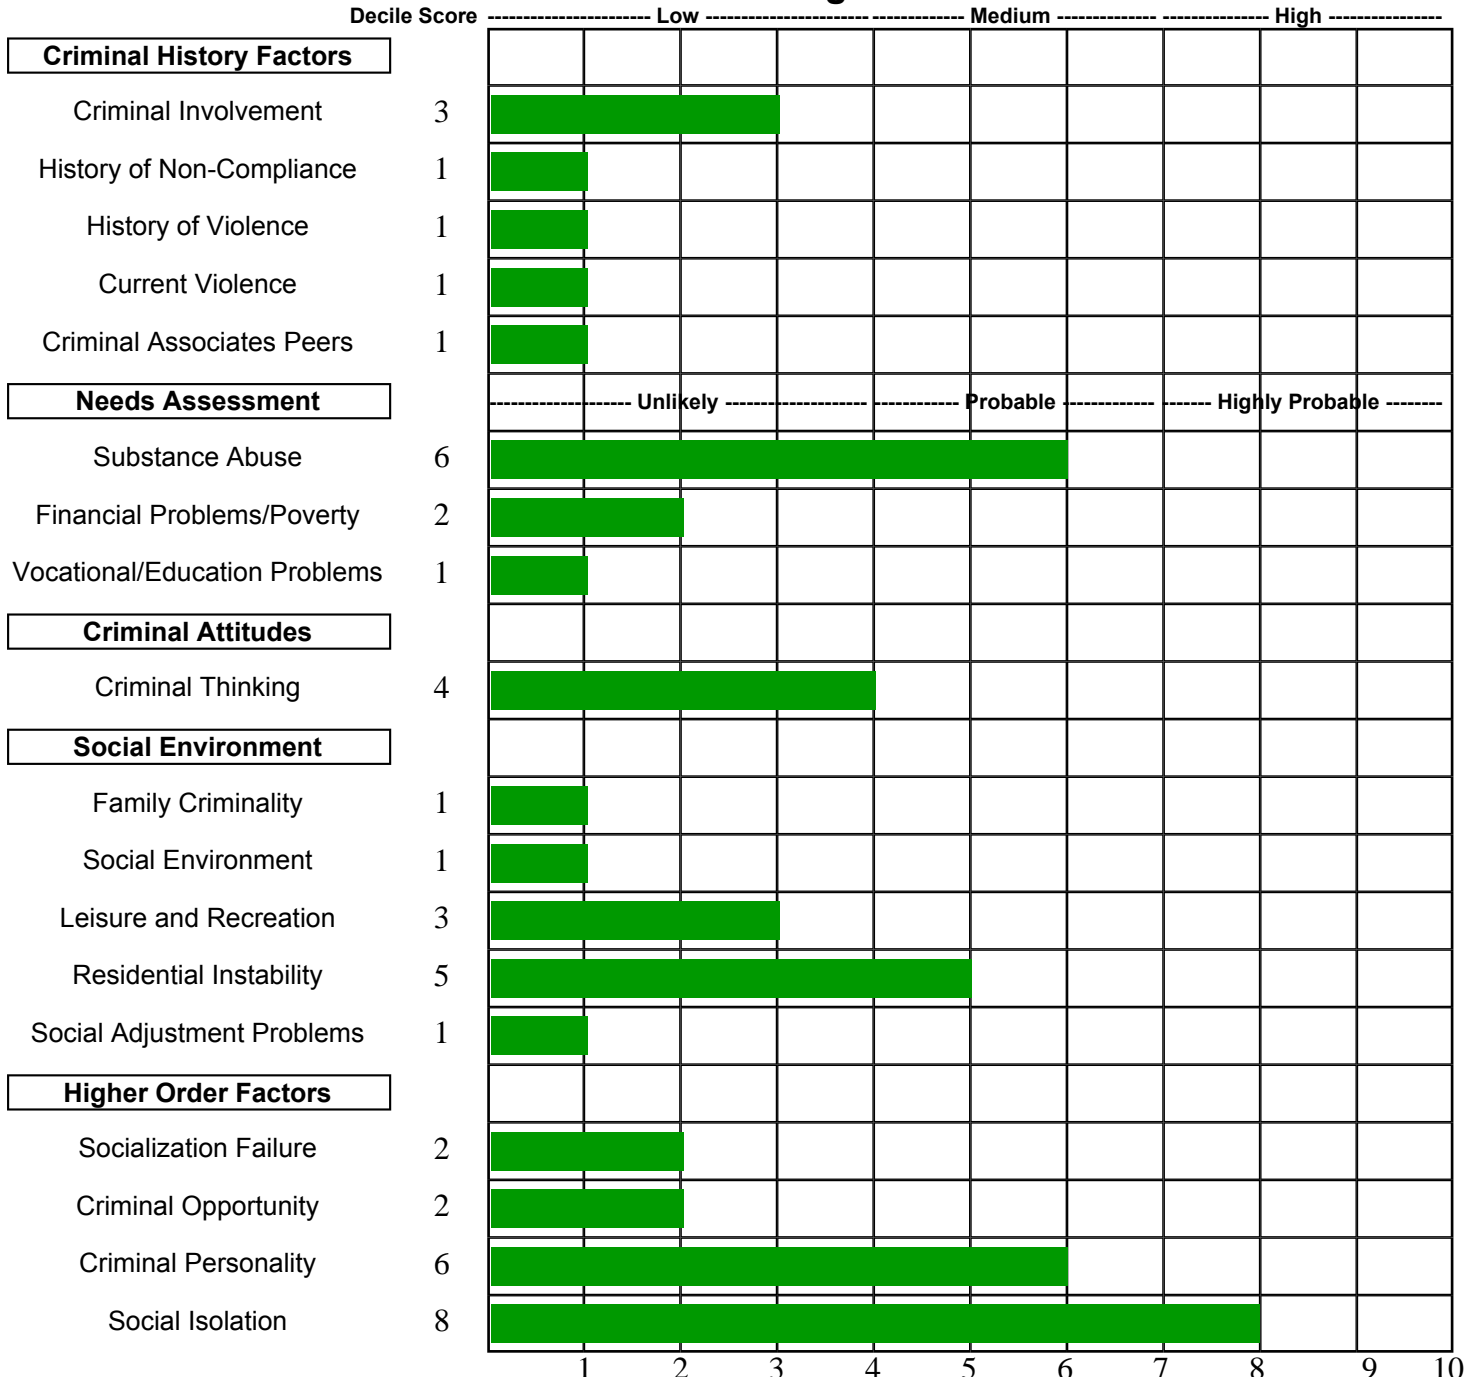 Decile Score ----------------------- Low ------------------------------------ Medium ----------------------------- High ----------------
Criminal History Factors
Criminal Involvement 3
History of Non-Compliance 1
History of Violence 1
Current Violence 1
Criminal Associates Peers 1
Needs Assessment -------------------- Unlikely -------------------------------- Probable -------------------- Highly Probable --------
Substance Abuse 6
Financial Problems/Poverty 2
Vocational/Education Problems 1
Criminal Attitudes
Criminal Thinking 4
Social Environment
Family Criminality 1
Social Environment 1
Leisure and Recreation 3
Residential Instability 5
Social Adjustment Problems 1
Higher Order Factors
Socialization Failure 2
Criminal Opportunity 2
Criminal Personality 6
Social Isolation 8
1 2 3 4 5 6 7 8 9 10